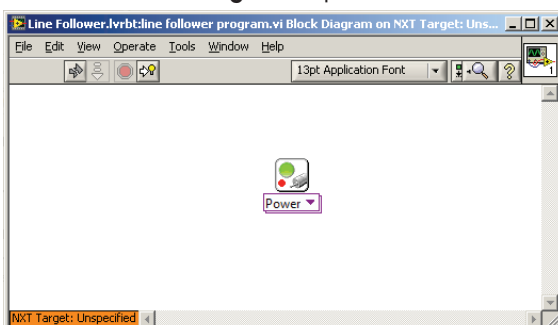 Line Follower.lvrbt:line follower program.vi Block Diagram on NXT Target: Uns...
File Edit View Operate Tools Window Help
13pt Application Font
1
Power
NXT Target: Unspecified